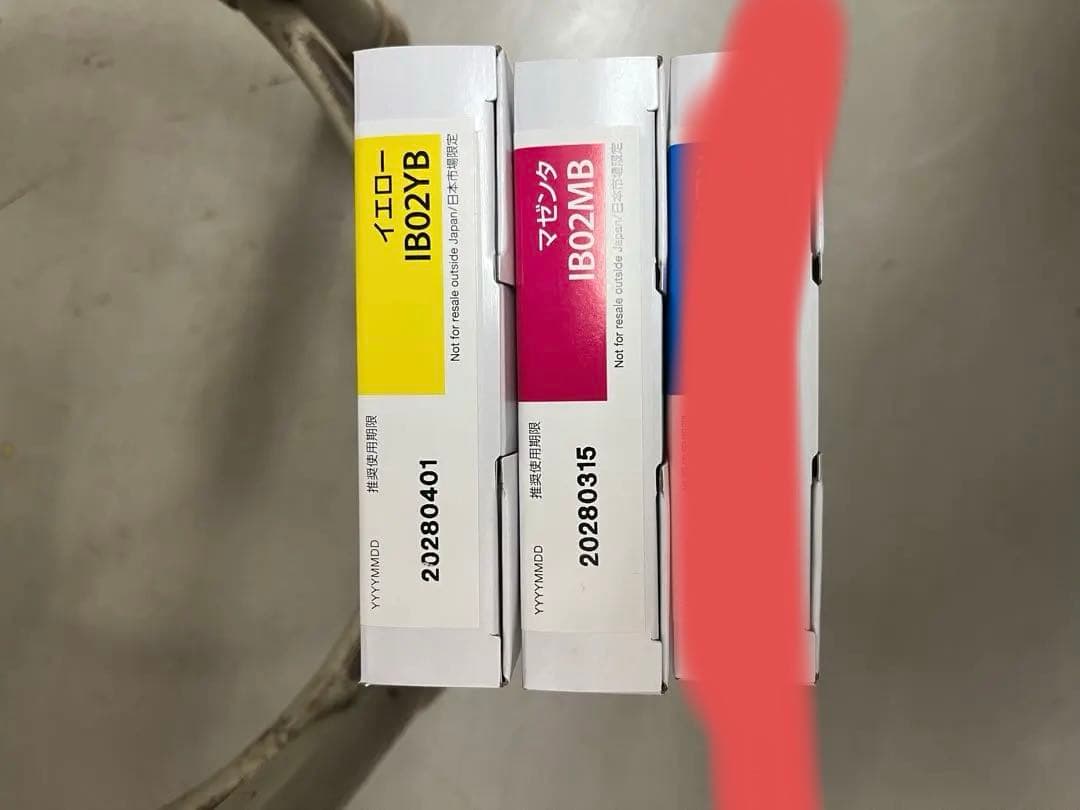 イエロー
IB02YB
Not for resale outside Japan/日本市場限定
推奨使用期限
YYYYMMDD
20280401
マゼンタ
IB02MB
Not for resale outside Japan/日本市場限定
推奨使用期限
YYYYMMDD
20280315